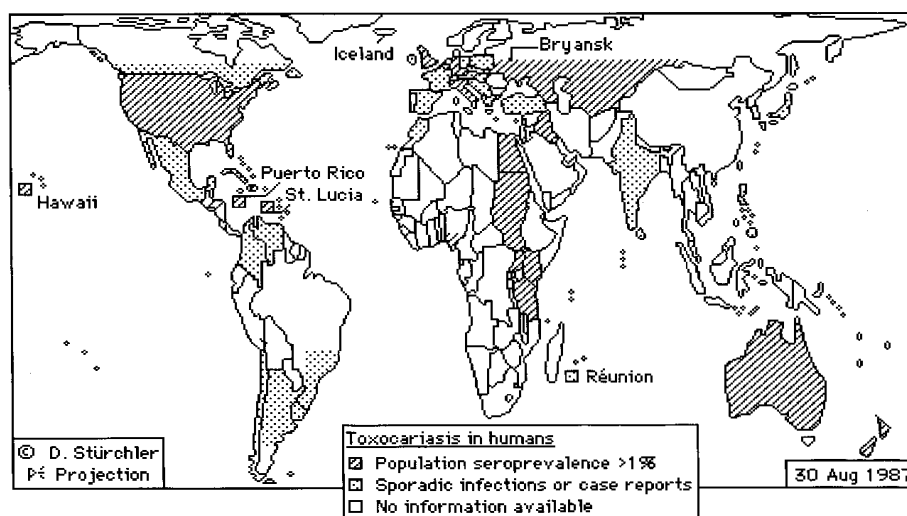 Iceland
Bryansk
Puerto Rico
St. Lucia
Hawaii
Réunion
© D. Stürchler
Projection
Toxocariasis in humans
Population seroprevalence >1%
Sporadic infections or case reports
No information available
30 Aug 1987